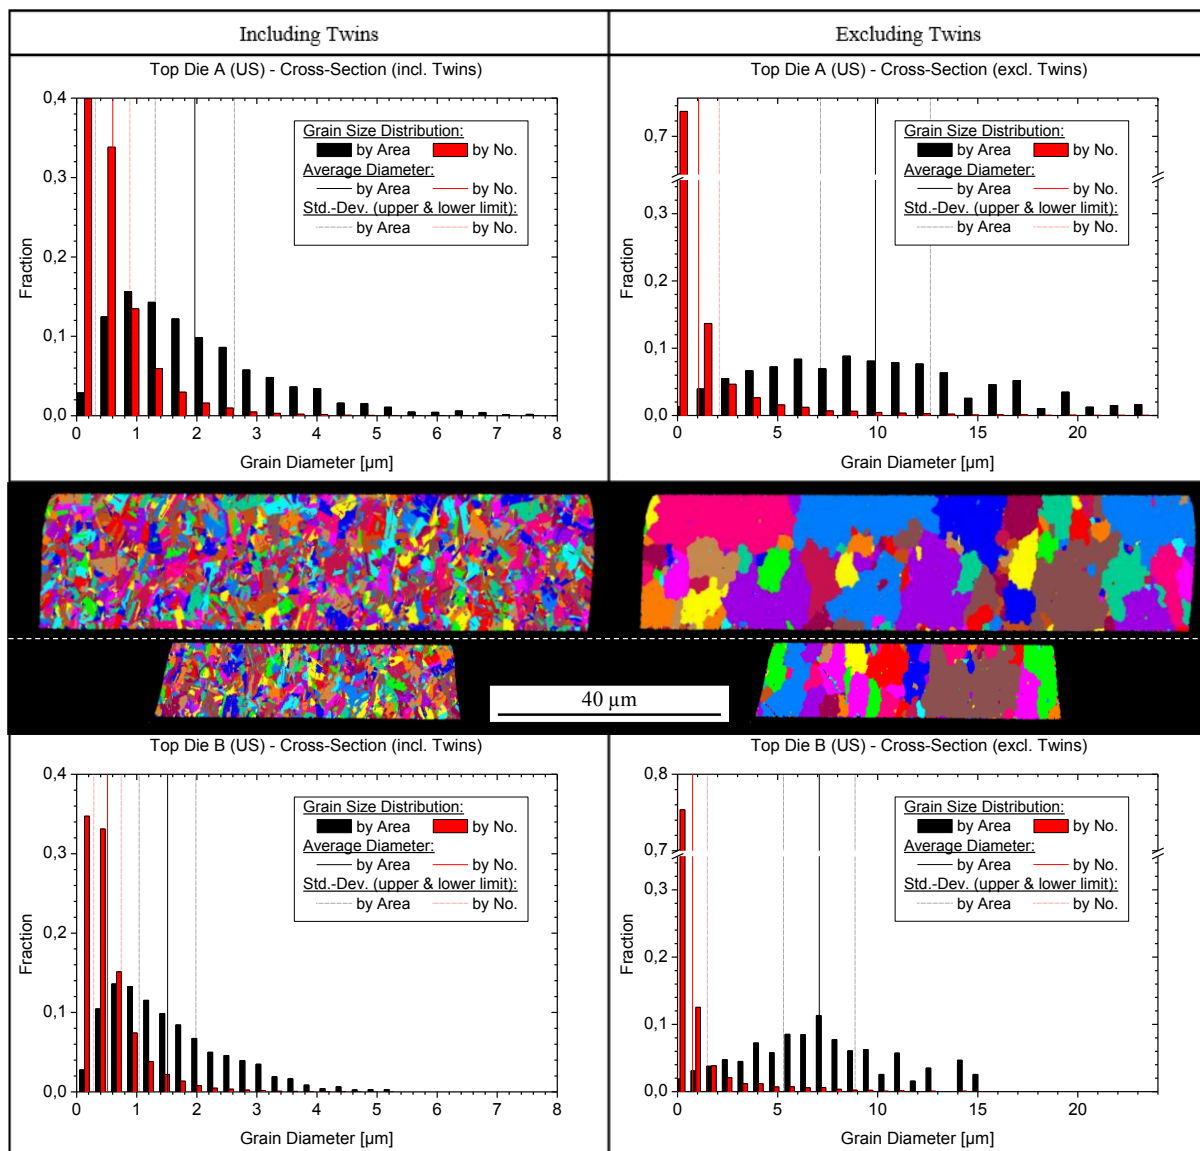 Including Twins
Excluding Twins
Top Die A (US) - Cross-Section (incl. Twins)
0,4
0,3
0,2
0,1
0,0
Fraction
Grain Size Distribution:
by Area by No.
Average Diameter:
by Area by No.
Std.-Dev. (upper & lower limit):
by Area by No.
0 1 2 3 4 5 6 7 8
Grain Diameter [µm]
Top Die A (US) - Cross-Section (excl. Twins)
0,7
0,3
0,2
0,1
0,0
Fraction
Grain Size Distribution:
by Area by No.
Average Diameter:
by Area by No.
Std.-Dev. (upper & lower limit):
by Area by No.
0 5 10 15 20
Grain Diameter [µm]
40 µm
Top Die B (US) - Cross-Section (incl. Twins)
0,4
0,3
0,2
0,1
0,0
Fraction
Grain Size Distribution:
by Area by No.
Average Diameter:
by Area by No.
Std.-Dev. (upper & lower limit):
by Area by No.
0 1 2 3 4 5 6 7 8
Grain Diameter [µm]
Top Die B (US) - Cross-Section (excl. Twins)
0,8
0,7
0,3
0,2
0,1
0,0
Fraction
Grain Size Distribution:
by Area by No.
Average Diameter:
by Area by No.
Std.-Dev. (upper & lower limit):
by Area by No.
0 5 10 15 20
Grain Diameter [µm]